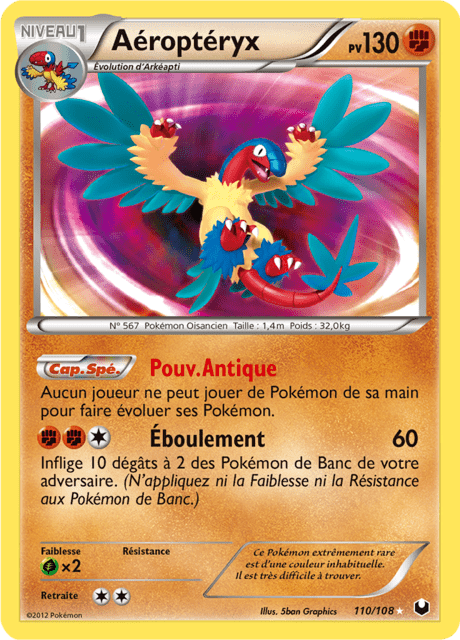 NIVEAU1
Aéroptéryx
PV130
Évolution d'Arkéapti
N° 567 Pokémon Oisancien Taille : 1,4m Poids : 32,0kg
Cap. Spé. Pouv.Antique
Aucun joueur ne peut jouer de Pokémon de sa main
pour faire évoluer ses Pokémon.
Éboulement 60
Inflige 10 dégâts à 2 des Pokémon de Banc de votre
adversaire. (N'appliquez ni la Faiblesse ni la Résistance
aux Pokémon de Banc.)
Faiblesse Résistance
×2
Retraite
Ce Pokémon extrêmement rare
est d'une couleur inhabituelle.
Il est très difficile à trouver.
©2012 Pokémon
Illus. 5ban Graphics 110/108